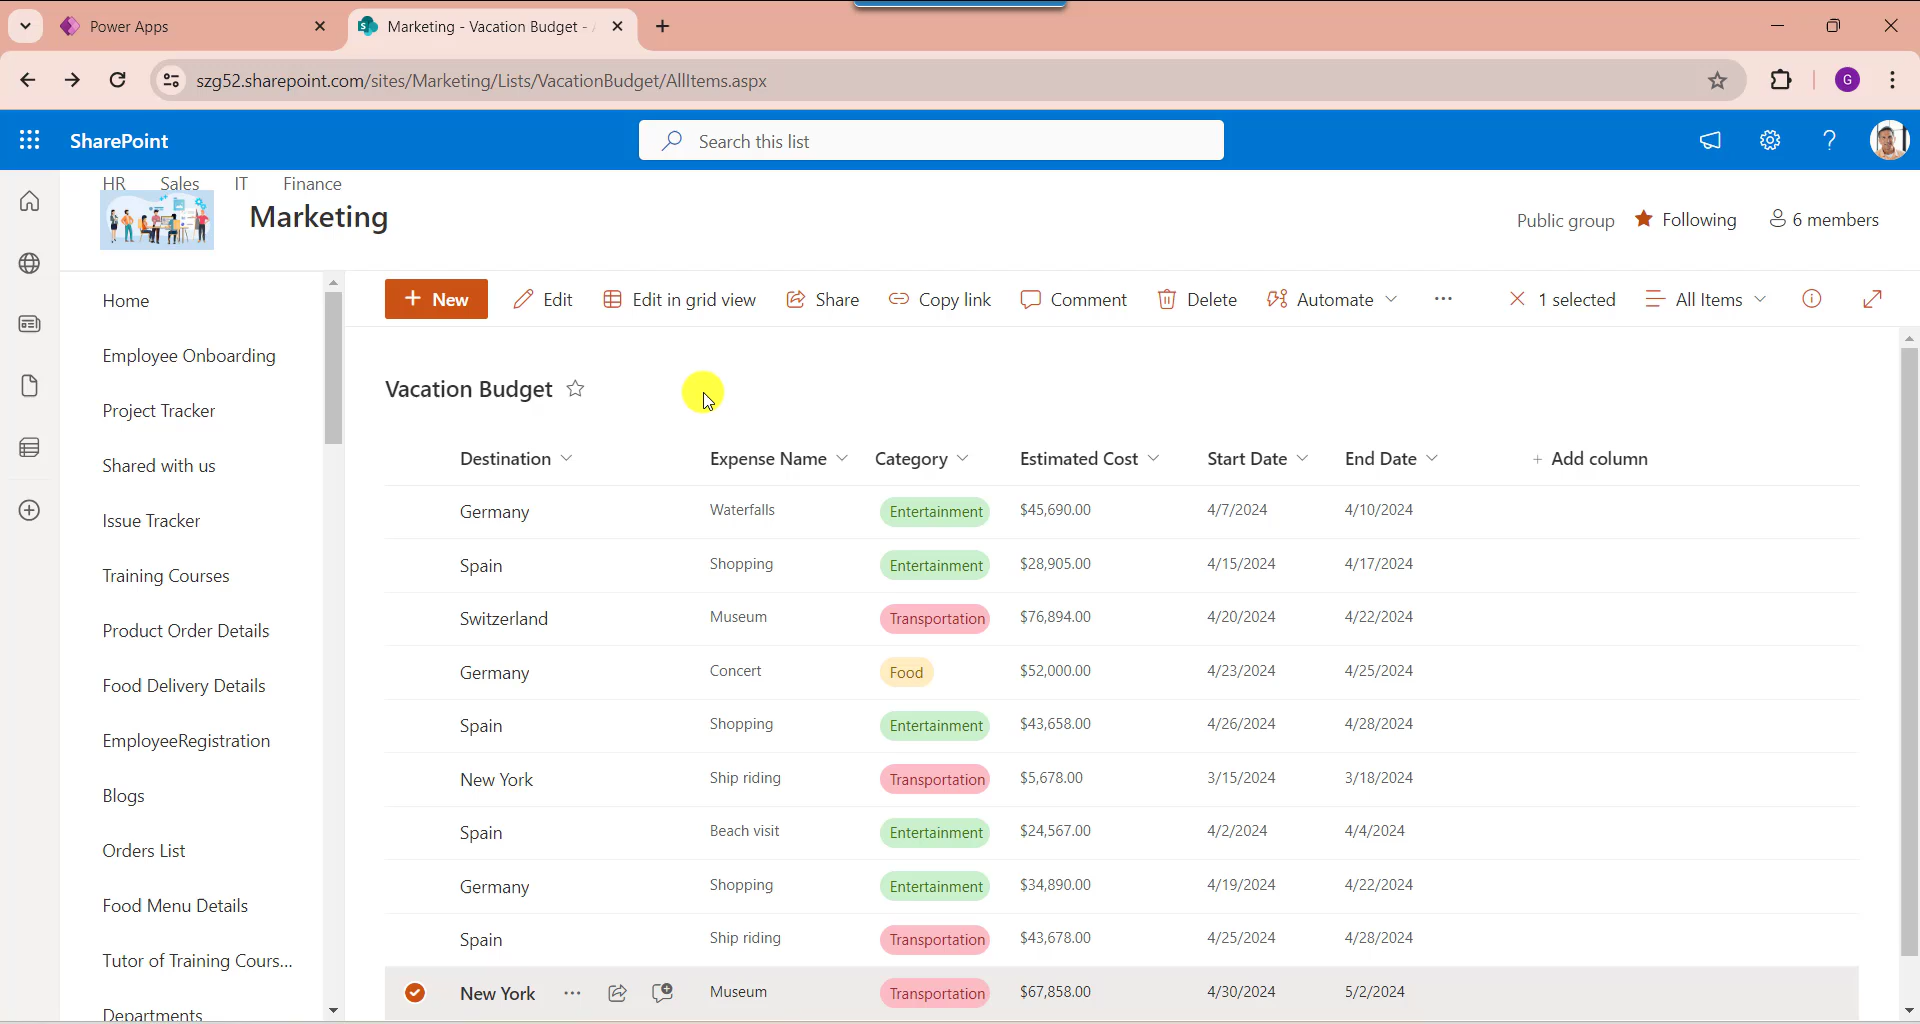 Power Apps
Marketing - Vacation Budget -
szg52.sharepoint.com/sites/Marketing/Lists/VacationBudget/AllItems.aspx
G
SharePoint
Search this list
?
HR Sales IT Finance
Marketing
Public group Following 6 members
Home
Employee Onboarding
Project Tracker
Shared with us
Issue Tracker
Training Courses
Product Order Details
Food Delivery Details
EmployeeRegistration
Blogs
Orders List
Food Menu Details
Tutor of Training Cours...
Departments
+ New Edit Edit in grid view Share Copy link Comment Delete Automate ... 1 selected All Items
Vacation Budget
Destination Expense Name Category Estimated Cost Start Date End Date + Add column
Germany Waterfalls Entertainment $45,690.00 4/7/2024 4/10/2024
Spain Shopping Entertainment $28,905.00 4/15/2024 4/17/2024
Switzerland Museum Transportation $76,894.00 4/20/2024 4/22/2024
Germany Concert Food $52,000.00 4/23/2024 4/25/2024
Spain Shopping Entertainment $43,658.00 4/26/2024 4/28/2024
New York Ship riding Transportation $5,678.00 3/15/2024 3/18/2024
Spain Beach visit Entertainment $24,567.00 4/2/2024 4/4/2024
Germany Shopping Entertainment $34,890.00 4/19/2024 4/22/2024
Spain Ship riding Transportation $43,678.00 4/25/2024 4/28/2024
New York ... Museum Transportation $67,858.00 4/30/2024 5/2/2024